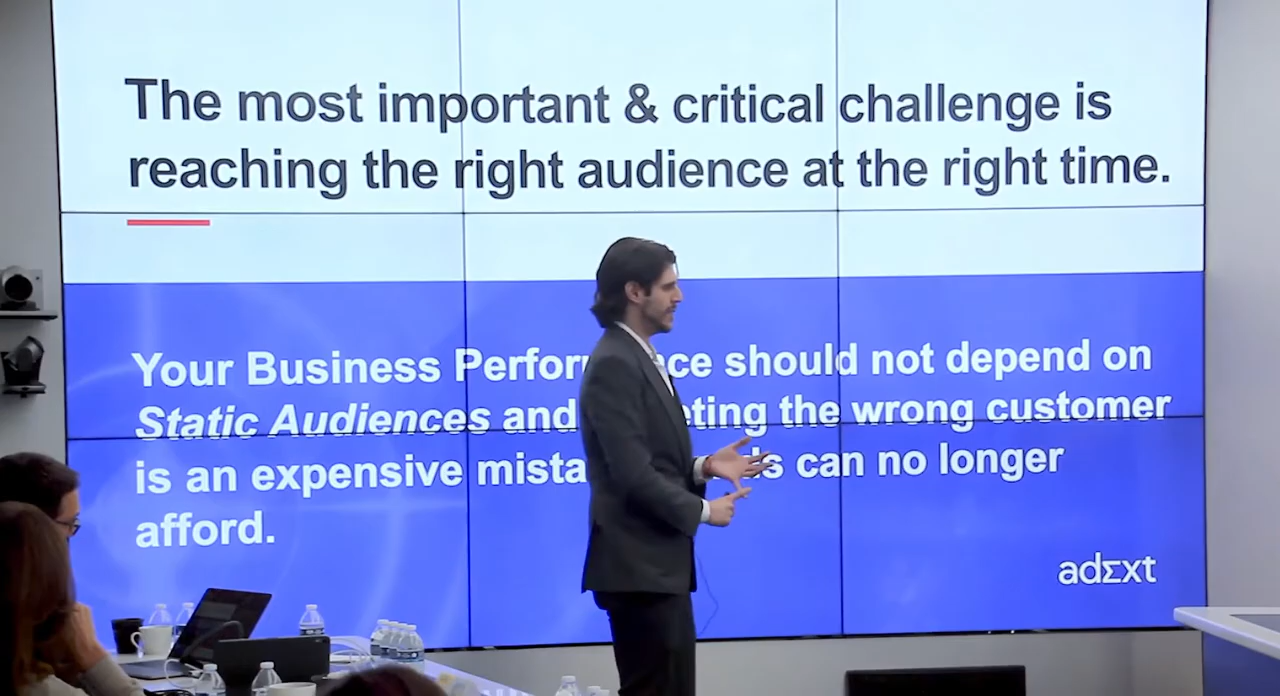 The most important & critical challenge is
reaching the right audience at the right time.
Your Business should not depend on
Static Audiences and the wrong customer
is an expensive can no longer
afford.
adΣxt